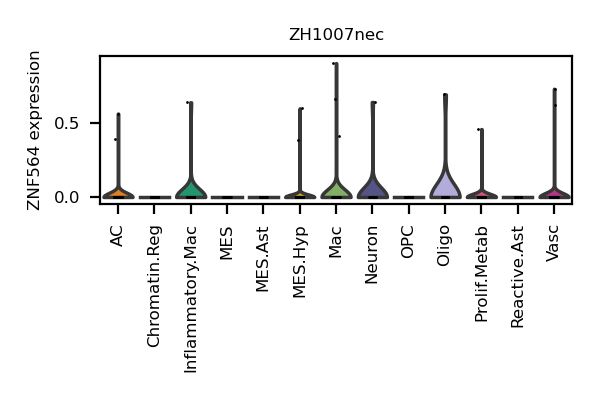 ZH1007nec
ZNF564 expression
0.5
0.0
AC
Chromatin.Reg
Inflammatory.Mac
MES
MES.Ast
MES.Hyp
Mac
Neuron
OPC
Oligo
Prolif.Metab
Reactive.Ast
Vasc